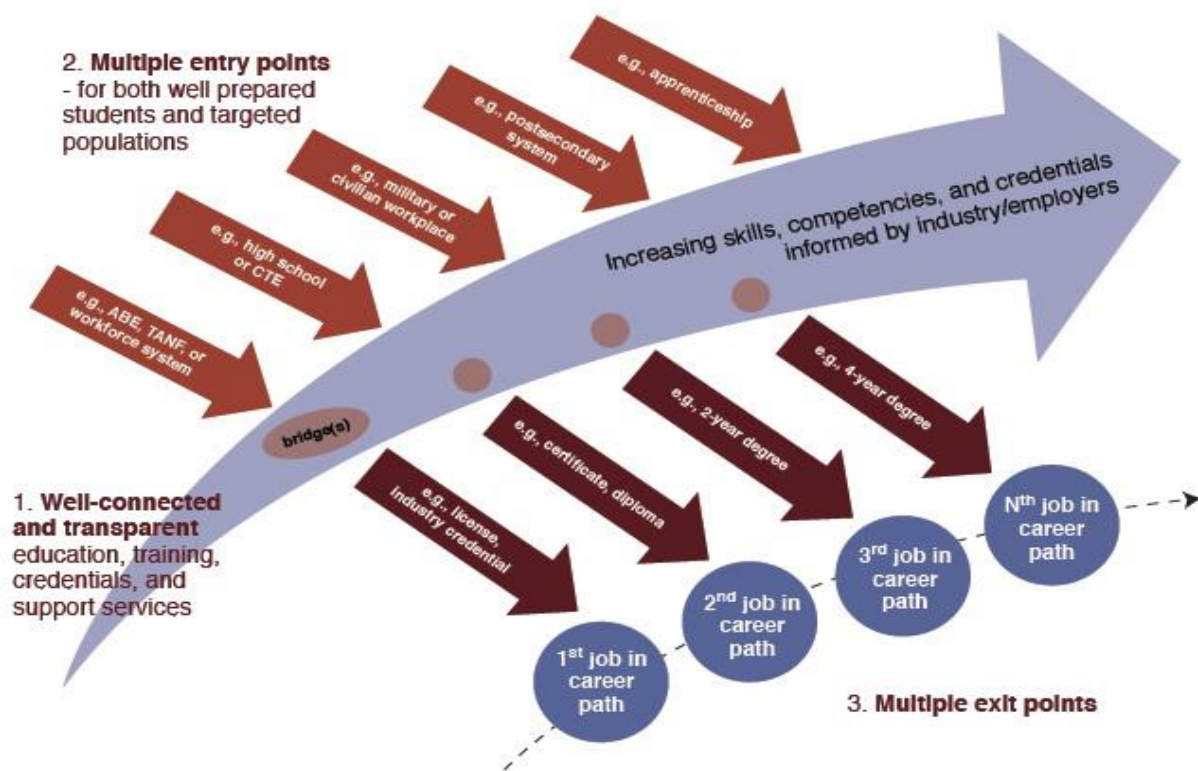 2. Multiple entry points
- for both well prepared
students and targeted
populations
e.g., apprenticeship
e.g., postsecondary
system
e.g., military or
civilian workplace
e.g., high school
or CTE
e.g., ABE, TANF, or
workforce system
Increasing skills, competencies, and credentials
informed by industry/employers
bridge(s)
1. Well-connected
and transparent
education, training,
credentials, and
support services
e.g., license,
industry credential
e.g., certificate, diploma
e.g., 2-year degree
e.g., 4-year degree
1st job in
career
path
2nd job in
career
path
3rd job in
career
path
Nth job in
career
path
3. Multiple exit points